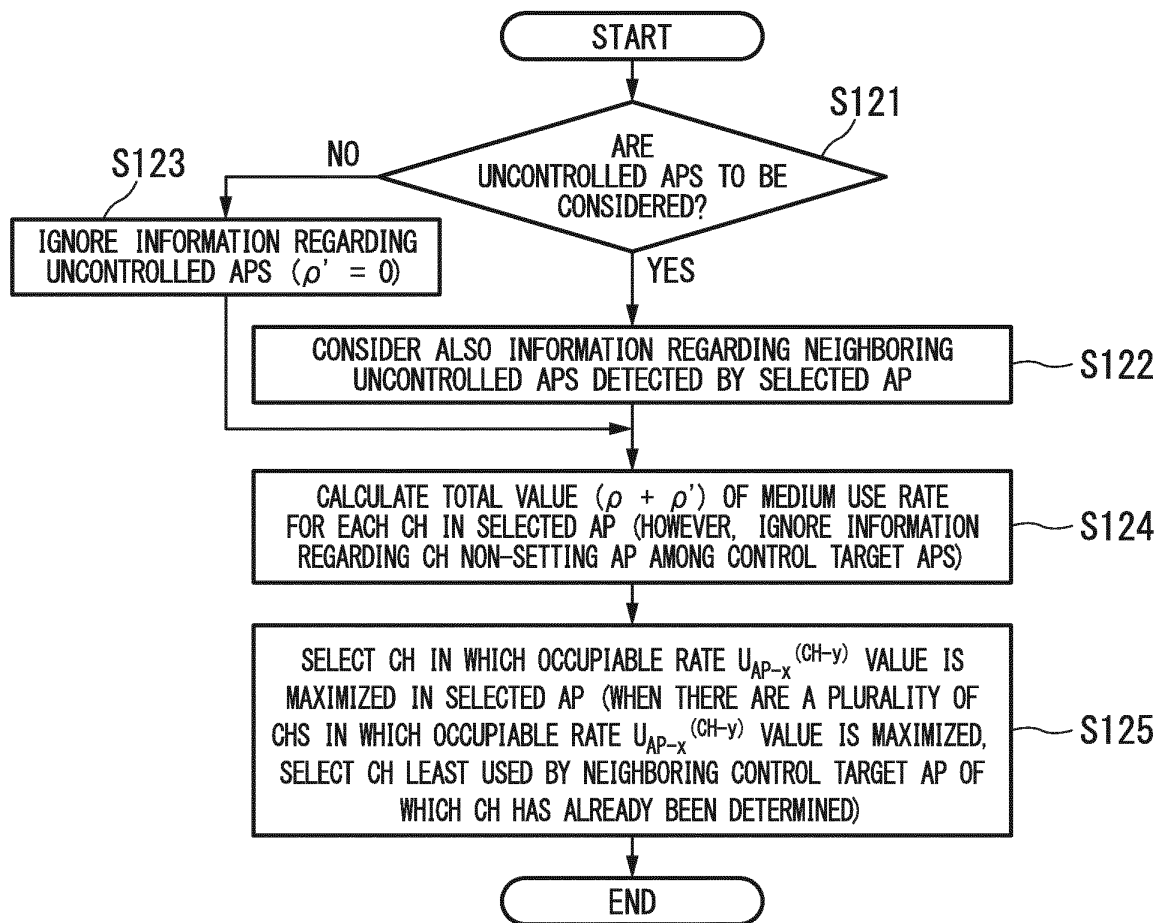 START
S121
ARE
UNCONTROLLED APS TO BE
CONSIDERED?
NO
S123
IGNORE INFORMATION REGARDING
UNCONTROLLED APS (ρ' = 0)
YES
CONSIDER ALSO INFORMATION REGARDING NEIGHBORING
UNCONTROLLED APS DETECTED BY SELECTED AP
S122
CALCULATE TOTAL VALUE (ρ + ρ') OF MEDIUM USE RATE
FOR EACH CH IN SELECTED AP (HOWEVER, IGNORE INFORMATION
REGARDING CH NON-SETTING AP AMONG CONTROL TARGET APS)
S124
SELECT CH IN WHICH OCCUPIABLE RATE U_AP-x^(CH-y) VALUE IS
MAXIMIZED IN SELECTED AP (WHEN THERE ARE A PLURALITY OF
CHS IN WHICH OCCUPIABLE RATE U_AP-x^(CH-y) VALUE IS MAXIMIZED,
SELECT CH LEAST USED BY NEIGHBORING CONTROL TARGET AP OF
WHICH CH HAS ALREADY BEEN DETERMINED)
S125
END